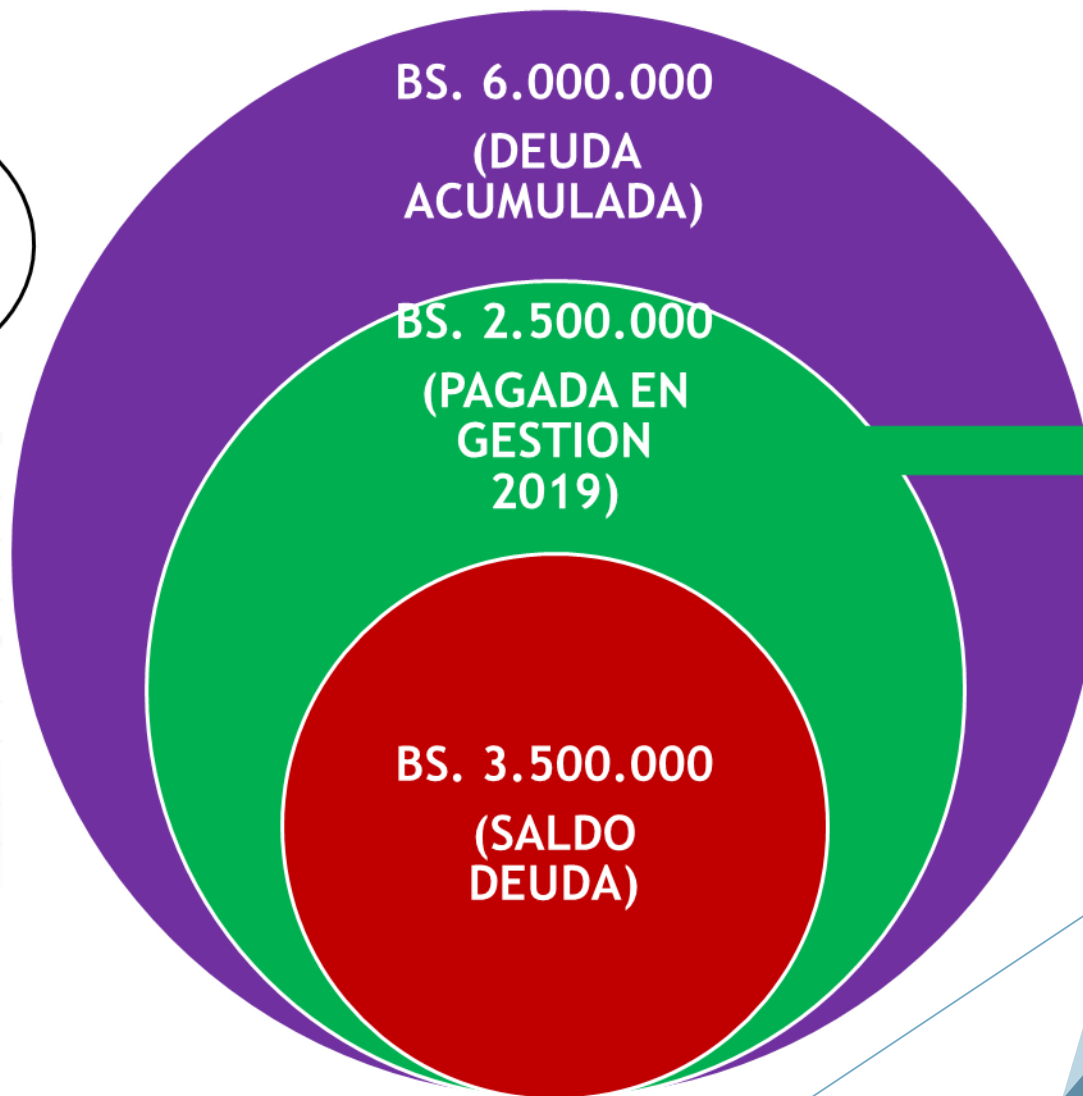 BS. 6.000.000
(DEUDA
ACUMULADA)
BS. 2.500.000
(PAGADA EN
GESTION
2019)
BS. 3.500.000
(SALDO
DEUDA)